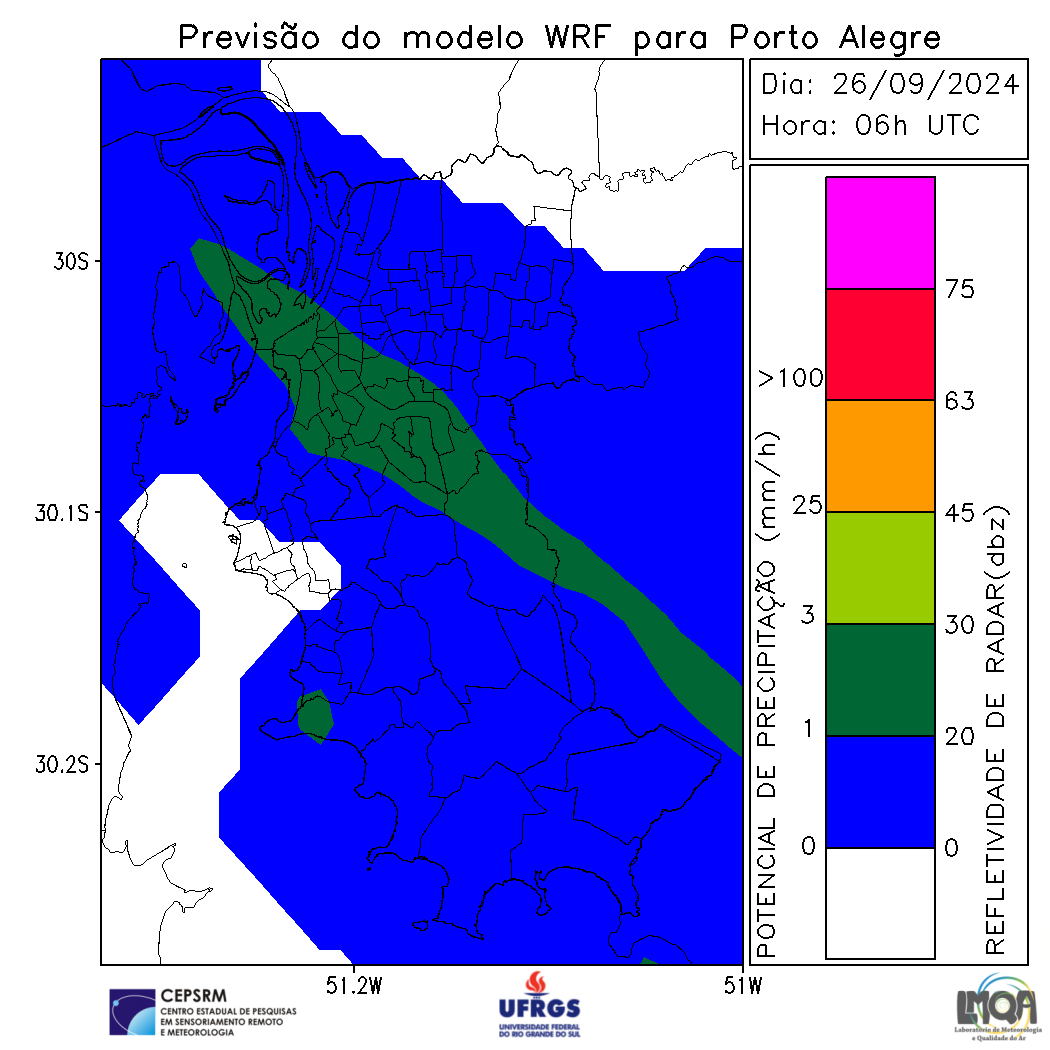 Previsão do modelo WRF para Porto Alegre
Dia: 26/09/2024
Hora: 06h UTC
30S
30.1S
30.2S
51.2W
51W
POTENCIAL DE PRECIPITAÇÃO (mm/h)
>100
25
3
1
0
75
63
45
30
20
0
REFLETIVIDADE DE RADAR(dbz)
CEPSRM
CENTRO ESTADUAL DE PESQUISAS
EM SENSORIAMENTO REMOTO
E METEOROLOGIA
UFRGS
UNIVERSIDADE FEDERAL
DO RIO GRANDE DO SUL
LMQA
Laboratório de Meteorologia
e Qualidade do Ar